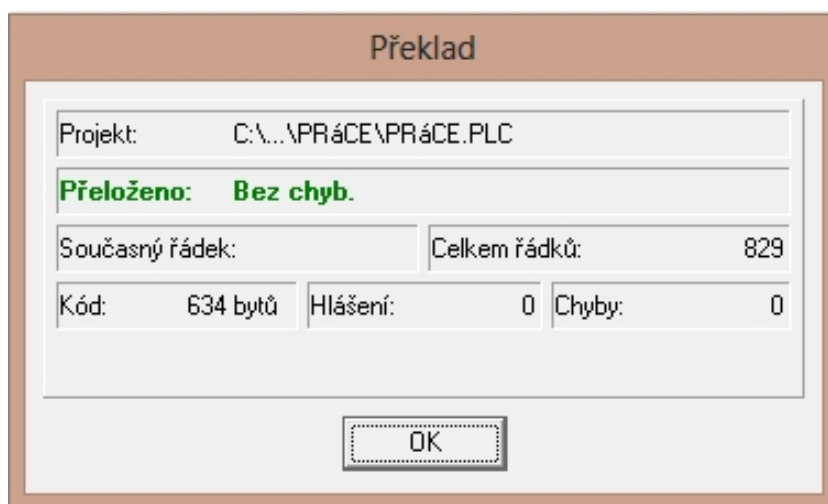 Překlad
Projekt: C:\...\PRáCE\PRáCE.PLC
Přeloženo: Bez chyb.
Současný řádek: Celkem řádků: 829
Kód: 634 bytů Hlášení: 0 Chyby: 0
OK